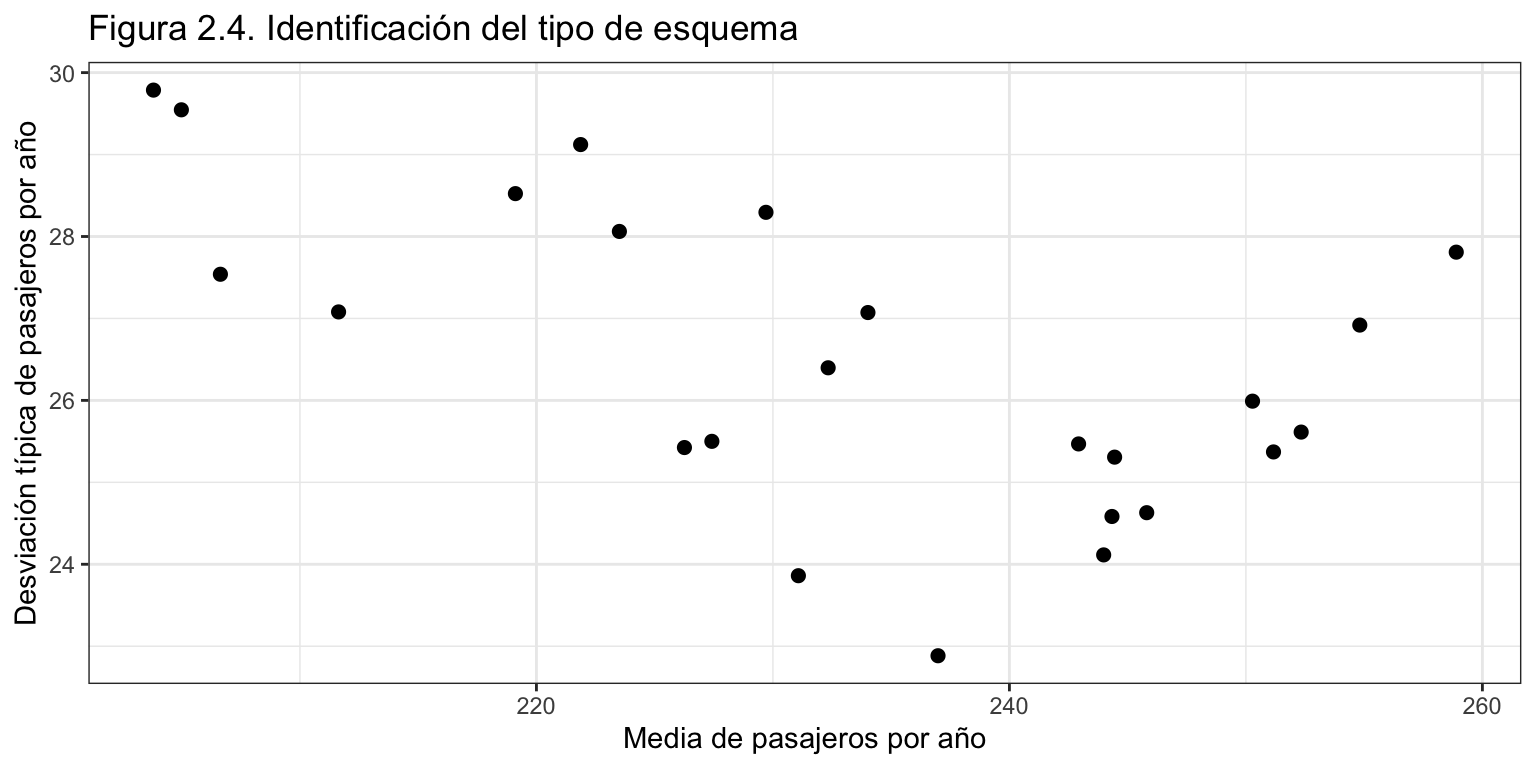 Figura 2.4. Identificación del tipo de esquema
Desviación típica de pasajeros por año
30
28
26
24
220
240
260
Media de pasajeros por año